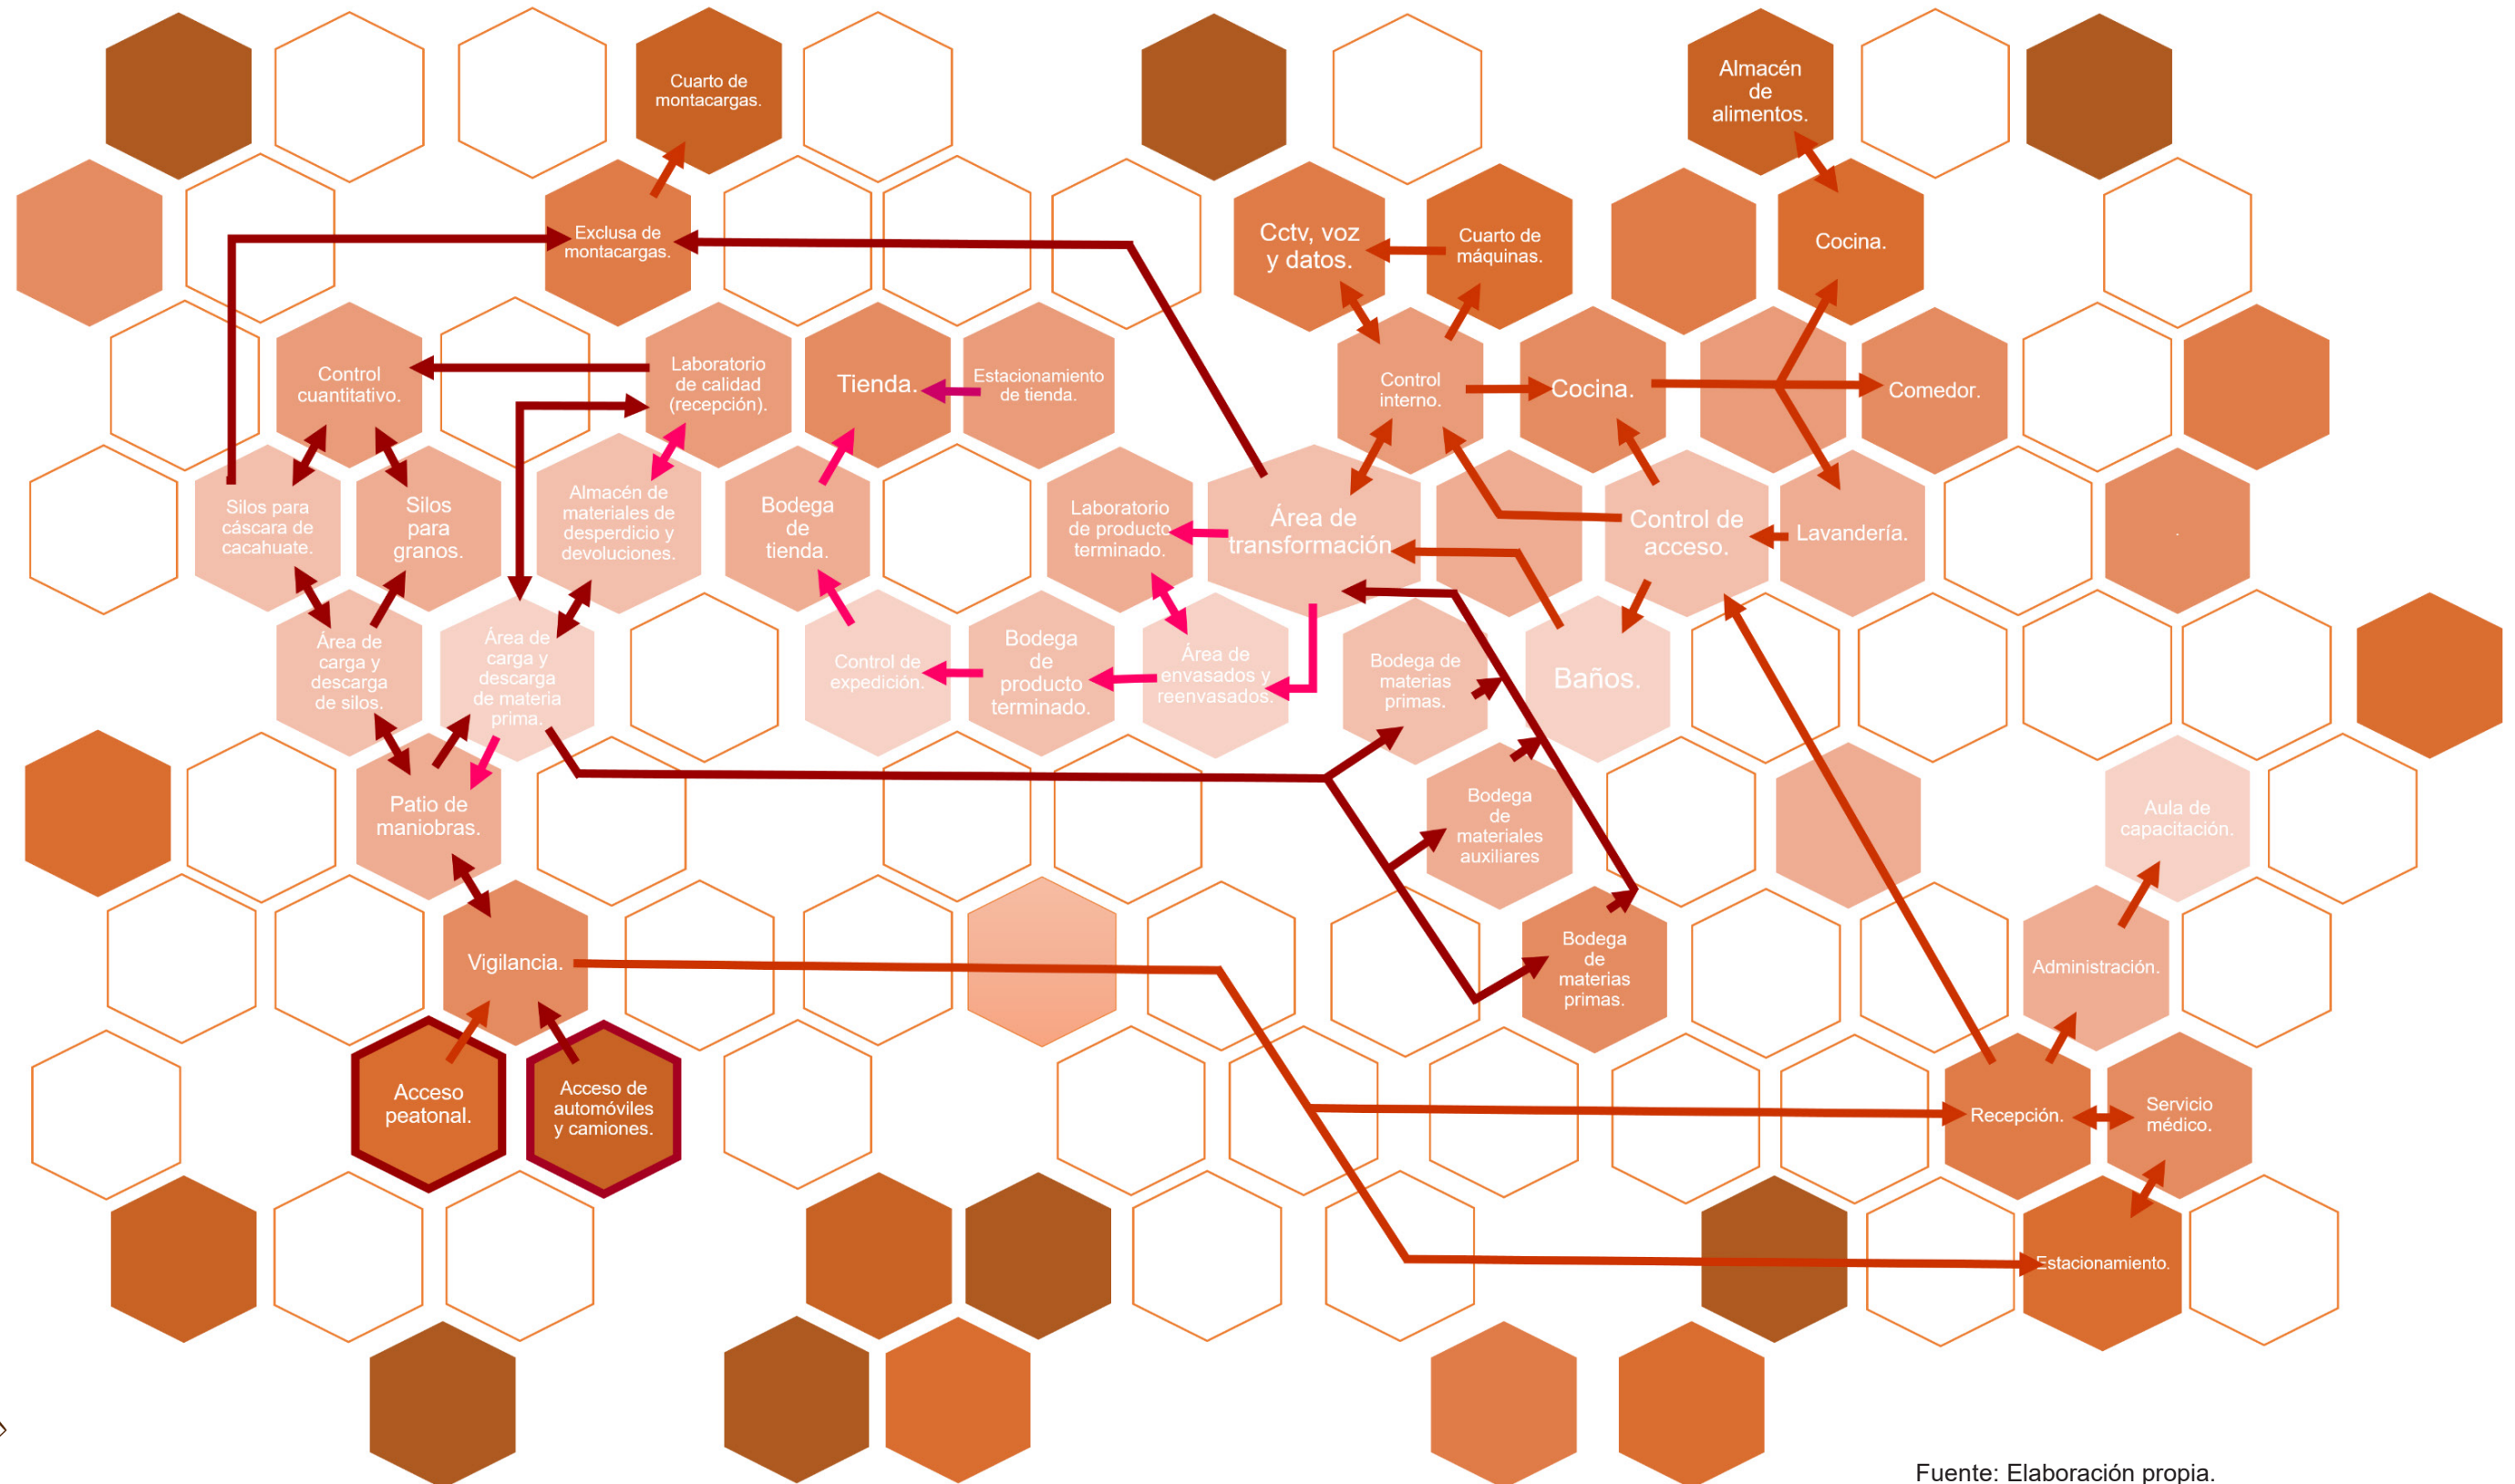 Cuarto de
montacargas.
Almacén
de
alimentos.
Exclusa de
montacargas.
Cctv, voz
y datos.
Cuarto de
máquinas.
Cocina.
Control
cuantitativo.
Laboratorio
de calidad
(recepción).
Tienda.
Estacionamiento
de tienda.
Control
interno.
Cocina.
Comedor.
Silos para
cáscara de
cacahuate.
Silos
para
granos.
Almacén de
materiales de
desperdicio y
devoluciones.
Bodega
de
tienda.
Laboratorio
de producto
terminado.
Área de
transformación
Control de
acceso.
Lavandería.
.
Área de
carga y
descarga
de silos.
Área de
carga y
descarga
de materia
prima.
Control de
expedición.
Bodega
de
producto
terminado.
Área de
envasados y
reenvasados.
Bodega de
materias
primas.
Baños.
Patio de
maniobras.
Bodega
de
materiales
auxiliares
Aula de
capacitación.
Vigilancia.
Bodega
de
materias
primas.
Administración.
Acceso
peatonal.
Acceso de
automóviles
y camiones.
Recepción.
Servicio
médico.
Estacionamiento.
Fuente: Elaboración propia.